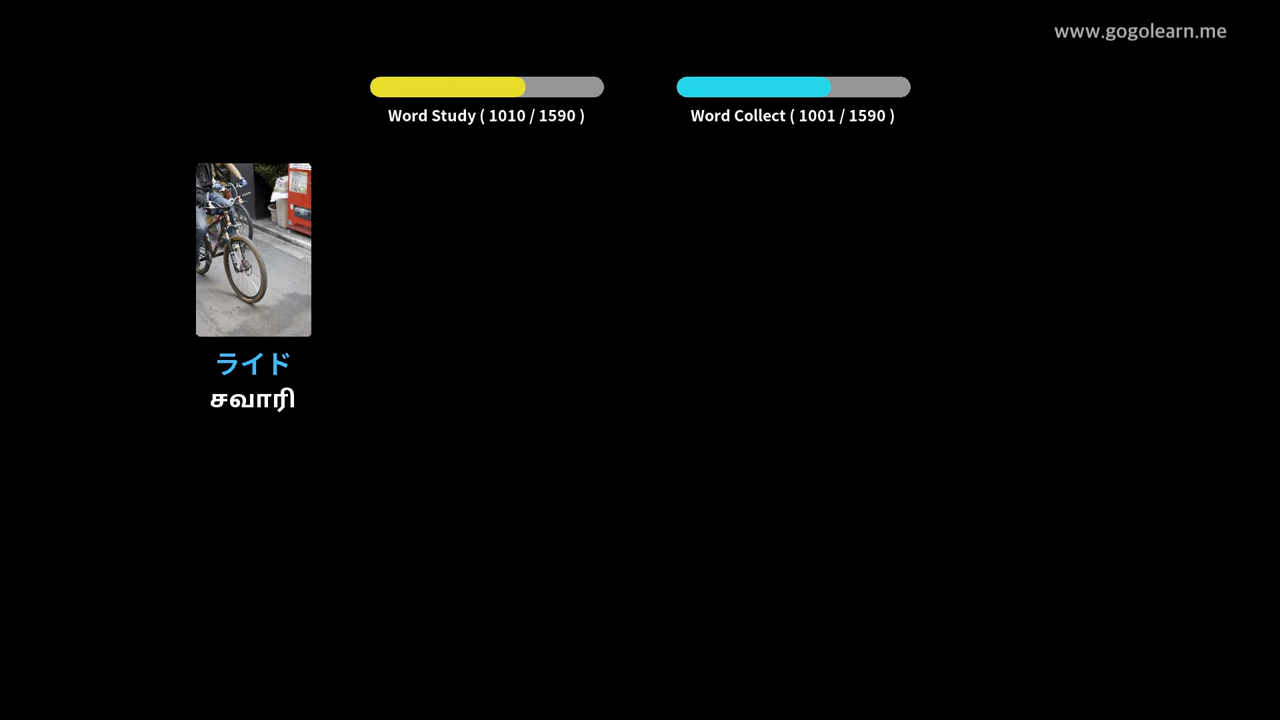 www.gogolearn.me
Word Study ( 1010 / 1590 )
Word Collect ( 1001 / 1590 )
ライド
சவாரி